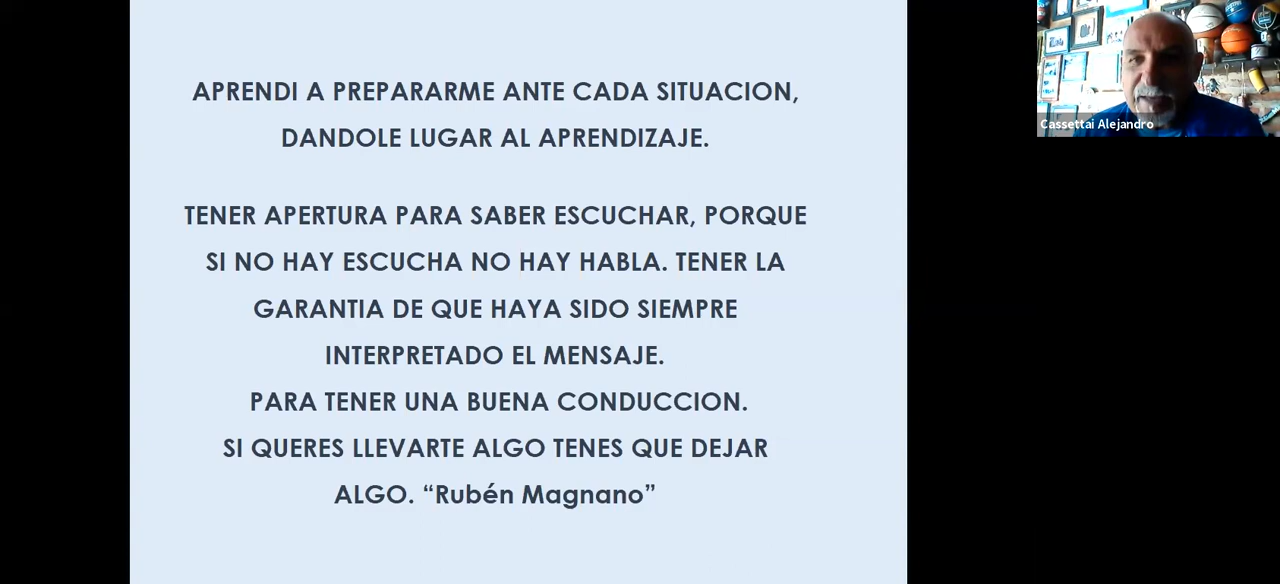 APRENDI A PREPARARME ANTE CADA SITUACION,
DANDOLE LUGAR AL APRENDIZAJE.
TENER APERTURA PARA SABER ESCUCHAR, PORQUE
SI NO HAY ESCUCHA NO HAY HABLA. TENER LA
GARANTIA DE QUE HAYA SIDO SIEMPRE
INTERPRETADO EL MENSAJE.
PARA TENER UNA BUENA CONDUCCION.
SI QUERES LLEVARTE ALGO TENES QUE DEJAR
ALGO. “Rubén Magnano”
Cassettai Alejandro